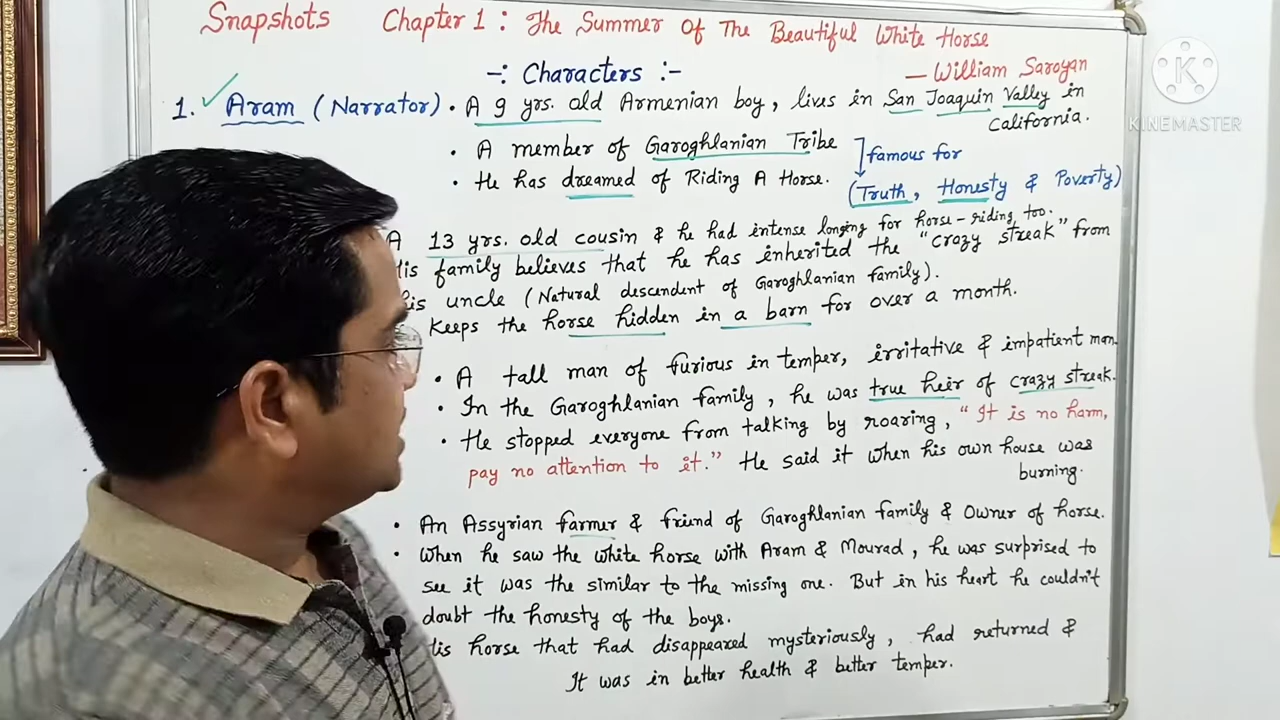 Snapshots Chapter 1 : The Summer Of The Beautiful White Horse
-: Characters :-
— William Saroyan
1. Aram (Narrator) • A 9 yrs. old Armenian boy, lives in San Joaquin Valley in
California.
• A member of Garoghlanian Tribe
famous for
• He has dreamed of Riding A Horse.
(Truth, Honesty & Poverty)
A 13 yrs. old cousin & he had intense longing for horse-riding too.
His family believes that he has inherited the "crazy streak" from
his uncle (Natural descendent of Garoghlanian family).
Keeps the horse hidden in a barn for over a month.
• A tall man of furious in temper, irritative & impatient man.
• In the Garoghlanian family, he was true heir of crazy streak.
• He stopped everyone from talking by roaring, "It is no harm,
pay no attention to it." He said it when his own house was
burning.
• An Assyrian farmer & friend of Garoghlanian family & Owner of horse.
• When he saw the white horse with Aram & Mourad, he was surprised to
see it was the similar to the missing one. But in his heart he couldn't
doubt the honesty of the boys.
His horse that had disappeared mysteriously, had returned &
It was in better health & better temper.
K
KINEMASTER